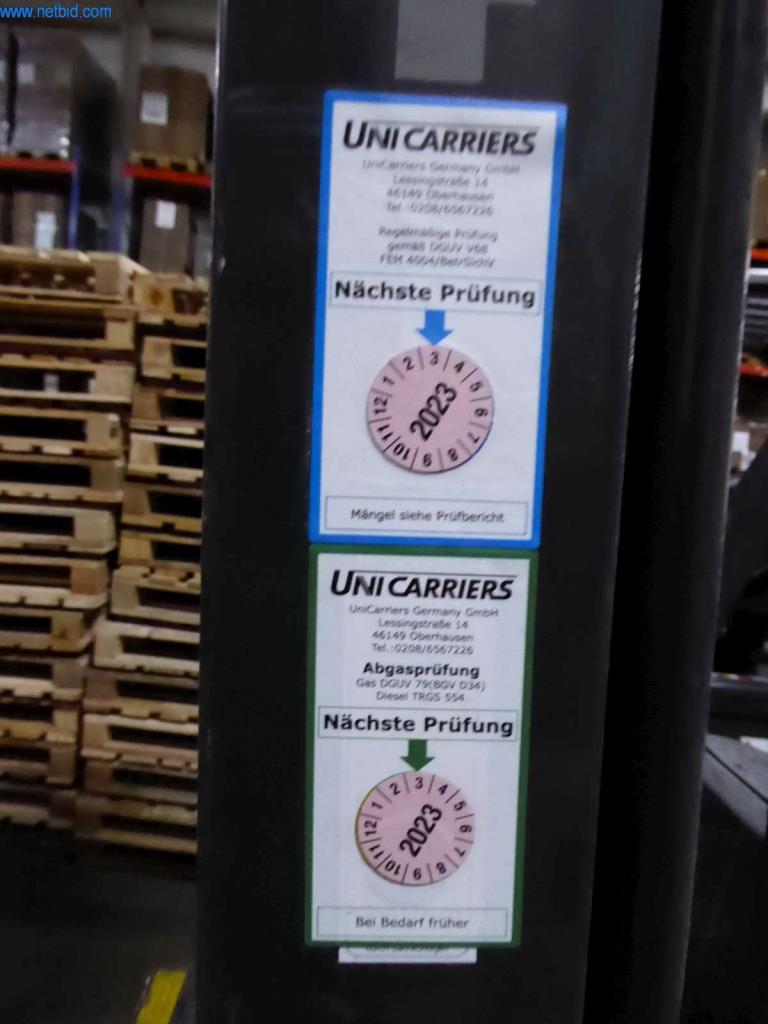 www.netbid.com
UNICARRIERS
UniCarriers Germany GmbH
Lessingstraße 14
46149 Oberhausen
Tel.:0208/6567226
Regelmäßige Prüfung
gemäß DGUV V68
FEM 4004/BetrSichV
Nächste Prüfung
1 2 3 4 5 6 7 8 9 10 11 12
2023
Mängel siehe Prüfbericht
UNICARRIERS
UniCarriers Germany GmbH
Lessingstraße 14
46149 Oberhausen
Tel.:0208/6567226
Abgasprüfung
Gas DGUV 79(BGV D34)
Diesel TRGS 554
Nächste Prüfung
1 2 3 4 5 6 7 8 9 10 11 12
2023
Bei Bedarf früher